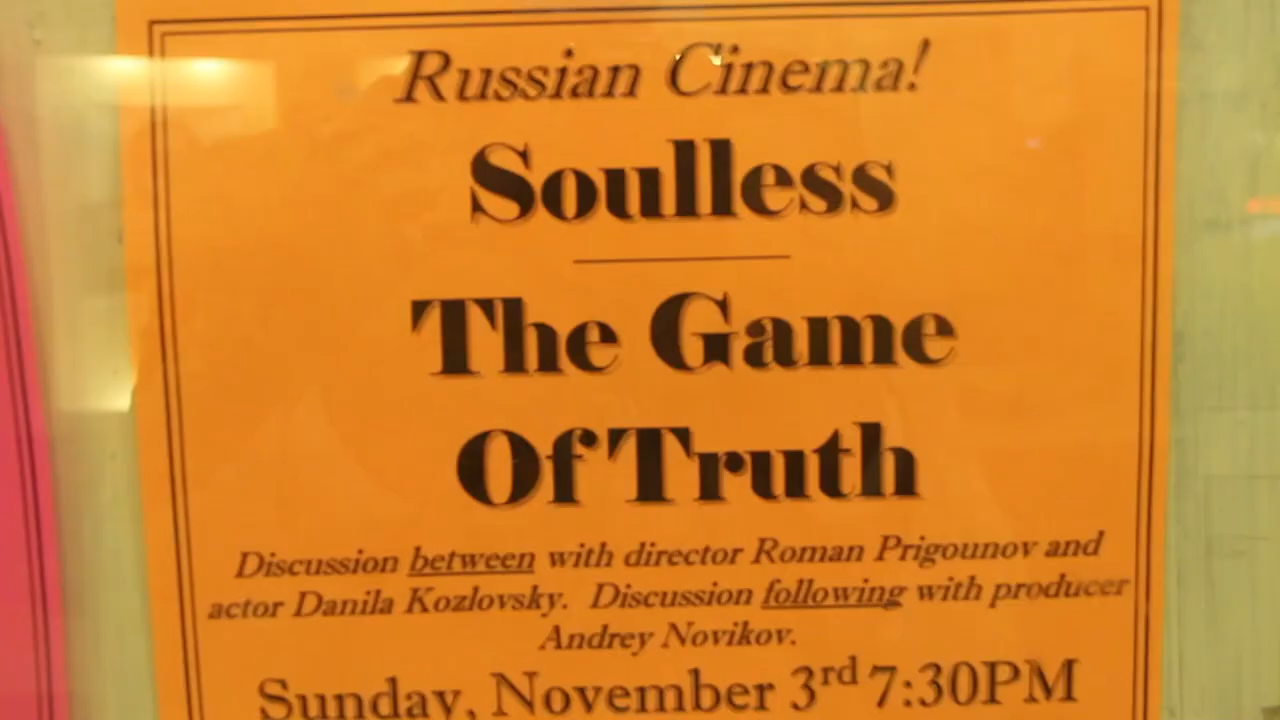 Russian Cinema!
Soulless
The Game
Of Truth
Discussion between with director Roman Prigounov and
actor Danila Kozlovsky. Discussion following with producer
Andrey Novikov.
Sunday, November 3rd 7:30PM